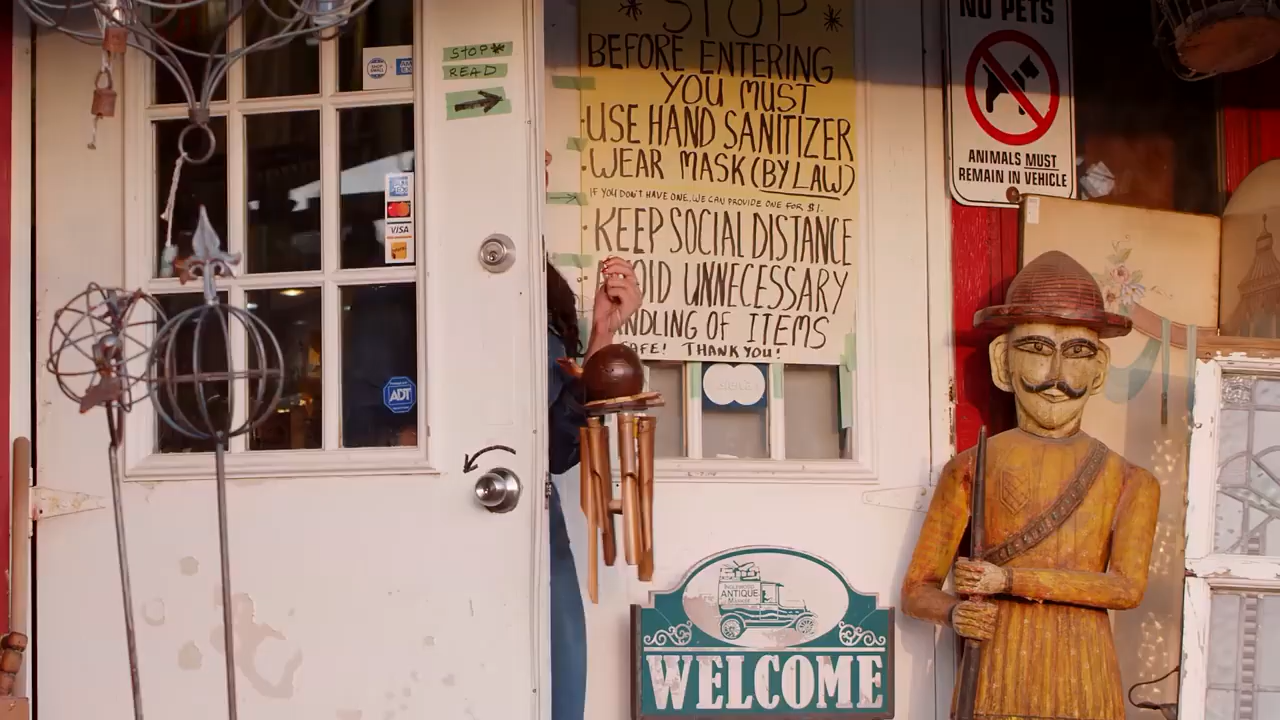 STOP*
READ
* STOP *
BEFORE ENTERING
YOU MUST
·USE HAND SANITIZER
·WEAR MASK (BY LAW)
IF YOU DON'T HAVE ONE, WE CAN PROVIDE ONE FOR $1.
·KEEP SOCIAL DISTANCE
UNNECESSARY
OF ITEMS
THANK YOU!
NO PETS
ANIMALS MUST
REMAIN IN VEHICLE
VISA
ADT
ANTIQUE
WELCOME